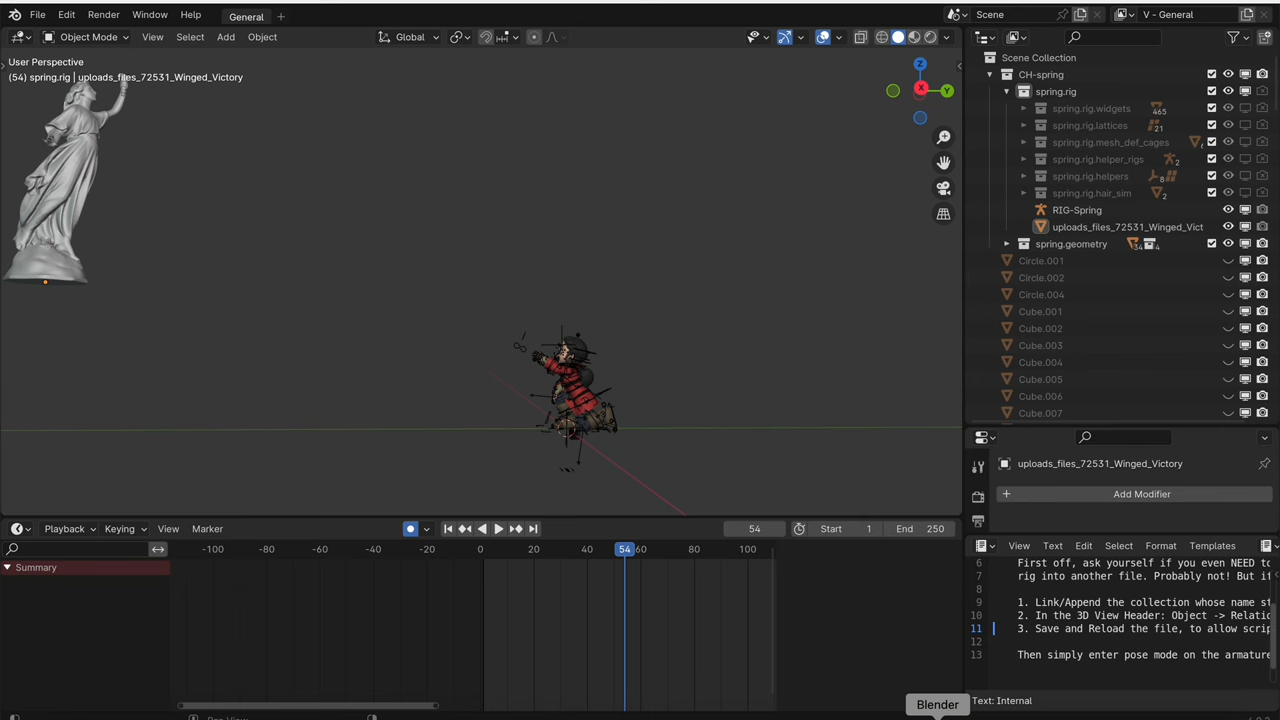 File Edit Render Window Help General + Scene V - General
Object Mode View Select Add Object Global
User Perspective
(54) spring.rig | uploads_files_72531_Winged_Victory
Z
X Y
Scene Collection
CH-spring
spring.rig
spring.rig.widgets 465
spring.rig.lattices 21
spring.rig.mesh_def_cages
spring.rig.helper_rigs 2
spring.rig.helpers 8
spring.rig.hair_sim 2
RIG-Spring
uploads_files_72531_Winged_Vict
spring.geometry 34 4
Circle.001
Circle.002
Circle.004
Cube.001
Cube.002
Cube.003
Cube.004
Cube.005
Cube.006
Cube.007
uploads_files_72531_Winged_Victory
+ Add Modifier
Playback Keying View Marker 54 Start 1 End 250
-100 -80 -60 -40 -20 0 20 40 54 60 80 100
Summary
View Text Edit Select Format Templates
6 First off, ask yourself if you even NEED to
7 rig into another file. Probably not! But if
8
9 1. Link/Append the collection whose name st
10 2. In the 3D View Header: Object -> Relatio
11 3. Save and Reload the file, to allow scrip
12
13 Then simply enter pose mode on the armature
Text: Internal
Blender